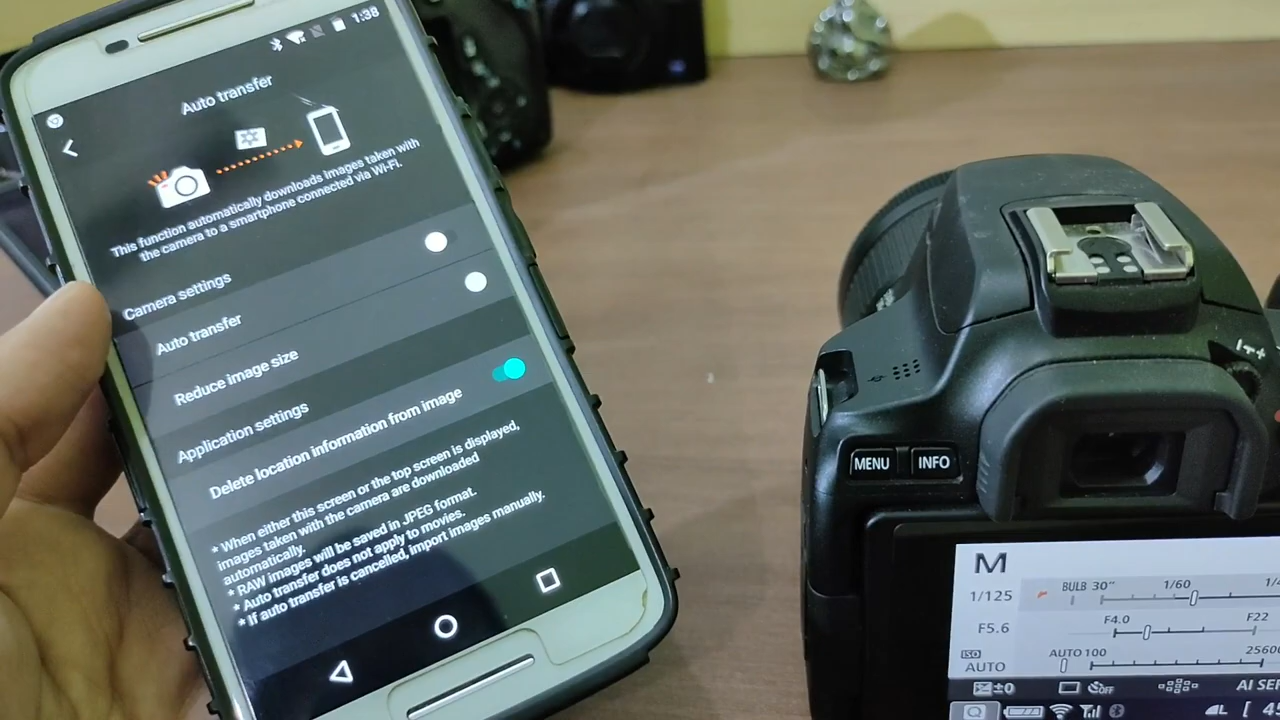 1:38
Auto transfer
This function automatically downloads images taken with
the camera to a smartphone connected via Wi-Fi.
Camera settings
Auto transfer
Reduce image size
Application settings
Delete location information from image
* When either this screen or the top screen is displayed,
images taken with the camera are downloaded
automatically.
* RAW images will be saved in JPEG format.
* Auto transfer does not apply to movies.
* If auto transfer is cancelled, import images manually.
MENU INFO
M
1/125 BULB 30" 1/60
F5.6 F4.0 F22
ISO AUTO AUTO 100
±0
Q